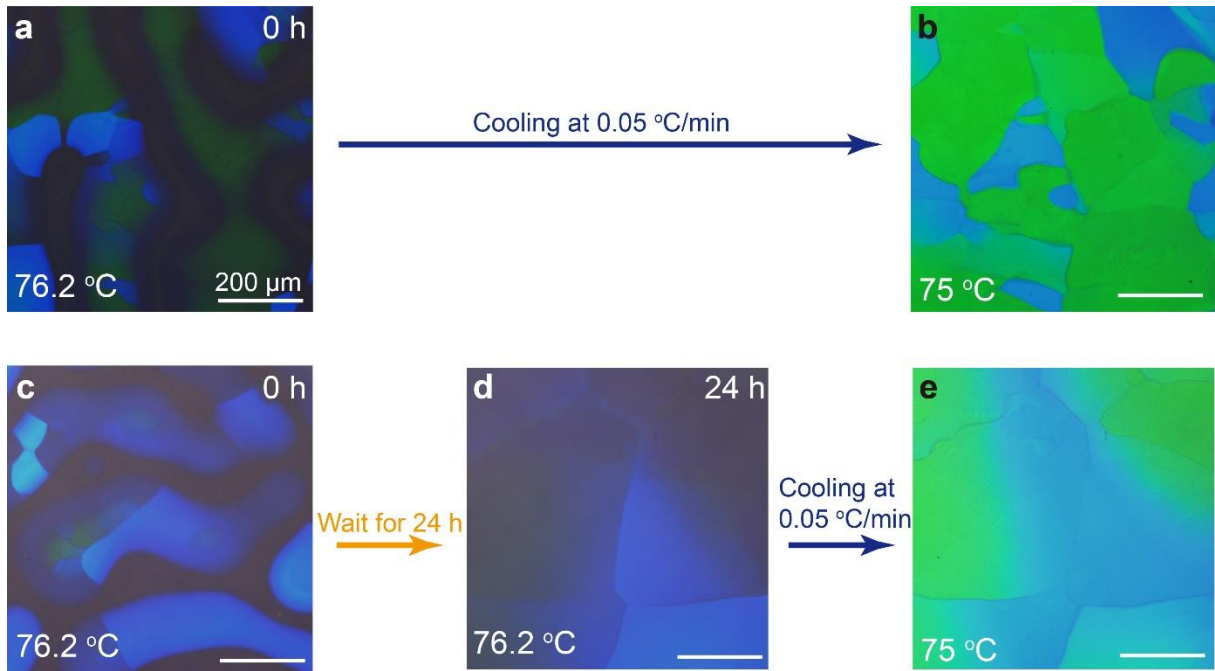 a
0 h
76.2 °C
200 µm
Cooling at 0.05 °C/min
b
75 °C
c
0 h
76.2 °C
Wait for 24 h
d
24 h
76.2 °C
Cooling at
0.05 °C/min
e
75 °C